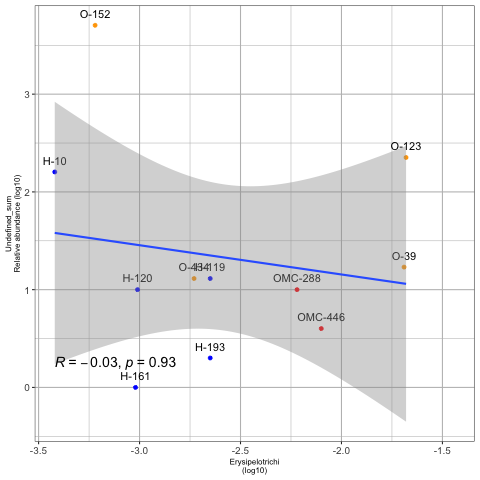 O-152
O-123
H-10
O-39
O-454
H-119
H-120
OMC-288
OMC-446
H-193
R = −0.03, p = 0.93
H-161
3
2
1
0
-3.5
-3.0
-2.5
-2.0
-1.5
Erysipelotrichi
(log10)
Undefined_sum
Relative abundance (log10)